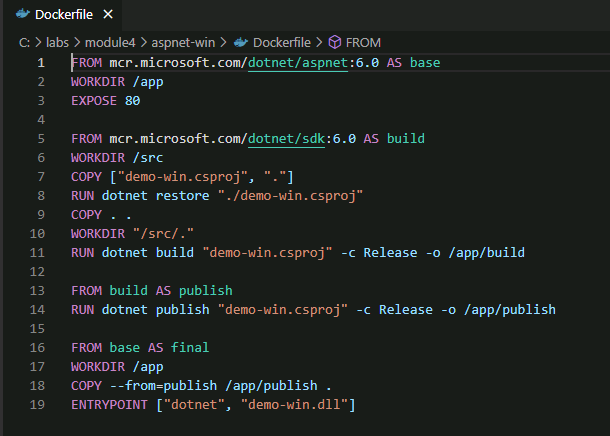 Dockerfile
C: > labs > module4 > aspnet-win > Dockerfile > FROM
1 FROM mcr.microsoft.com/dotnet/aspnet:6.0 AS base
2 WORKDIR /app
3 EXPOSE 80
4
5 FROM mcr.microsoft.com/dotnet/sdk:6.0 AS build
6 WORKDIR /src
7 COPY ["demo-win.csproj", "."]
8 RUN dotnet restore "./demo-win.csproj"
9 COPY . .
10 WORKDIR "/src/."
11 RUN dotnet build "demo-win.csproj" -c Release -o /app/build
12
13 FROM build AS publish
14 RUN dotnet publish "demo-win.csproj" -c Release -o /app/publish
15
16 FROM base AS final
17 WORKDIR /app
18 COPY --from=publish /app/publish .
19 ENTRYPOINT ["dotnet", "demo-win.dll"]